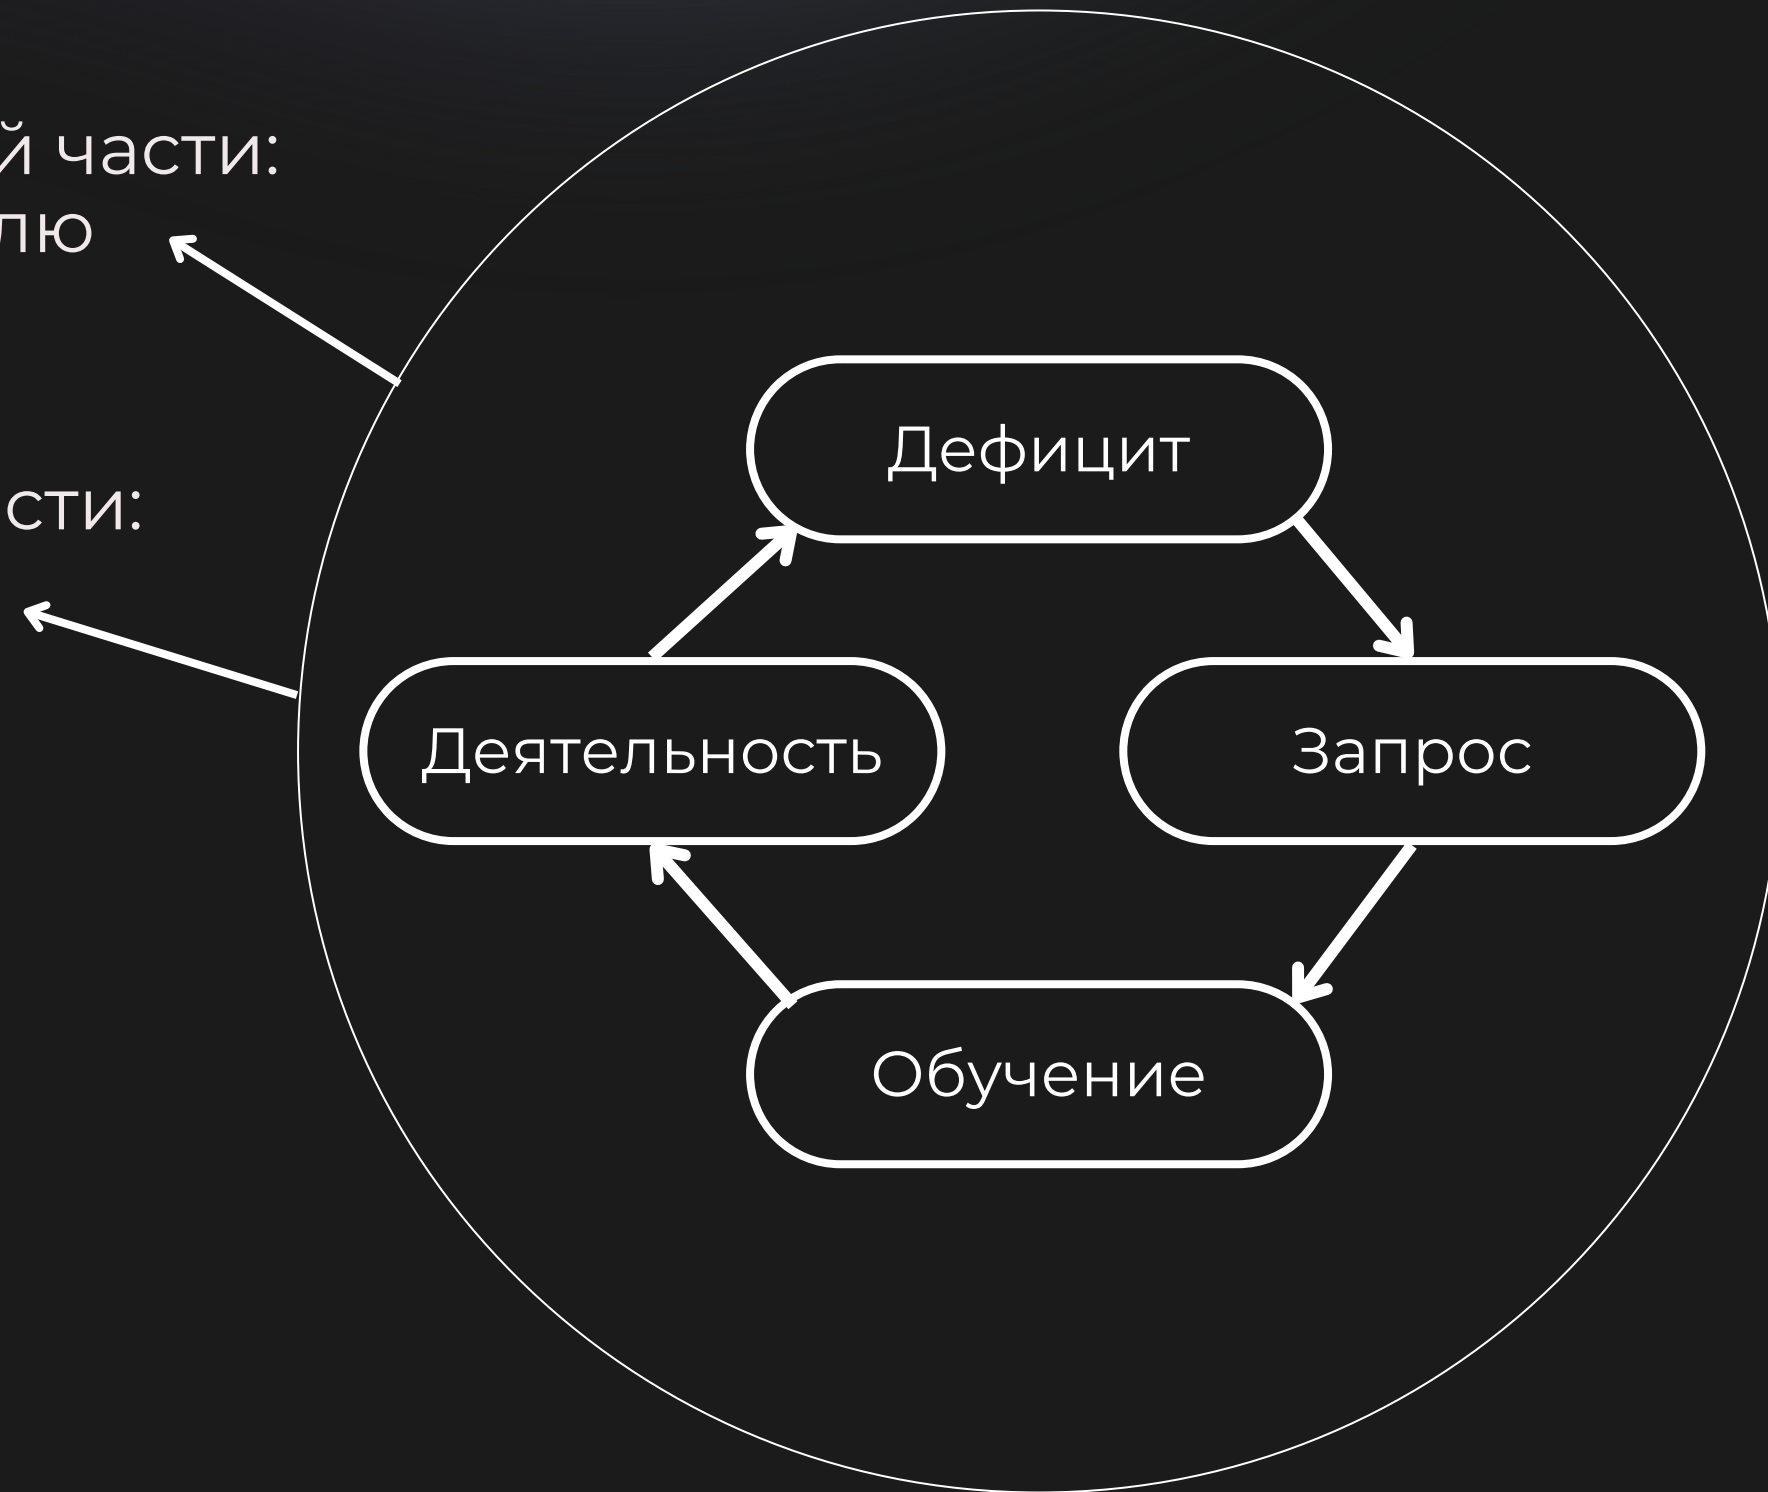 й части:
лю
сти:
Дефицит
Деятельность
Запрос
Обучение